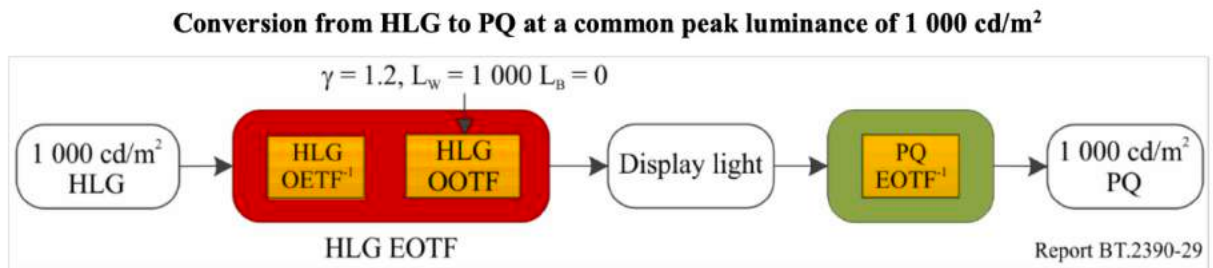 Conversion from HLG to PQ at a common peak luminance of 1 000 cd/m²
γ = 1.2, L_W = 1 000 L_B = 0
1 000 cd/m²
HLG
HLG
OETF⁻¹
HLG
OOTF
Display light
PQ
EOTF⁻¹
1 000 cd/m²
PQ
HLG EOTF
Report BT.2390-29